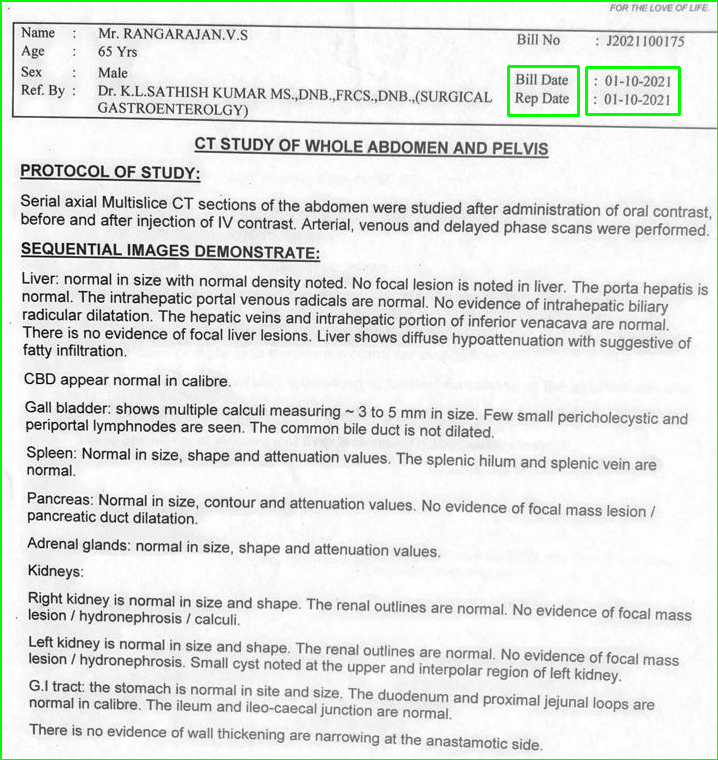 FOR THE LOVE OF LIFE.
Name : Mr. RANGARAJAN.V.S
Bill No : J2021100175
Age : 65 Yrs
Sex : Male
Bill Date : 01-10-2021
Ref. By : Dr. K.L.SATHISH KUMAR MS.,DNB.,FRCS.,DNB.,(SURGICAL
Rep Date : 01-10-2021
GASTROENTEROLGY)
CT STUDY OF WHOLE ABDOMEN AND PELVIS
PROTOCOL OF STUDY:
Serial axial Multislice CT sections of the abdomen were studied after administration of oral contrast,
before and after injection of IV contrast. Arterial, venous and delayed phase scans were performed.
SEQUENTIAL IMAGES DEMONSTRATE:
Liver: normal in size with normal density noted. No focal lesion is noted in liver. The porta hepatis is
normal. The intrahepatic portal venous radicals are normal. No evidence of intrahepatic biliary
radicular dilatation. The hepatic veins and intrahepatic portion of inferior venacava are normal.
There is no evidence of focal liver lesions. Liver shows diffuse hypoattenuation with suggestive of
fatty infiltration.
CBD appear normal in calibre.
Gall bladder: shows multiple calculi measuring ~ 3 to 5 mm in size. Few small pericholecystic and
periportal lymphnodes are seen. The common bile duct is not dilated.
Spleen: Normal in size, shape and attenuation values. The splenic hilum and splenic vein are
normal.
Pancreas: Normal in size, contour and attenuation values. No evidence of focal mass lesion /
pancreatic duct dilatation.
Adrenal glands: normal in size, shape and attenuation values.
Kidneys:
Right kidney is normal in size and shape. The renal outlines are normal. No evidence of focal mass
lesion / hydronephrosis / calculi.
Left kidney is normal in size and shape. The renal outlines are normal. No evidence of focal mass
lesion / hydronephrosis. Small cyst noted at the upper and interpolar region of left kidney.
G.I tract: the stomach is normal in site and size. The duodenum and proximal jejunal loops are
normal in calibre. The ileum and ileo-caecal junction are normal.
There is no evidence of wall thickening are narrowing at the anastamotic side.